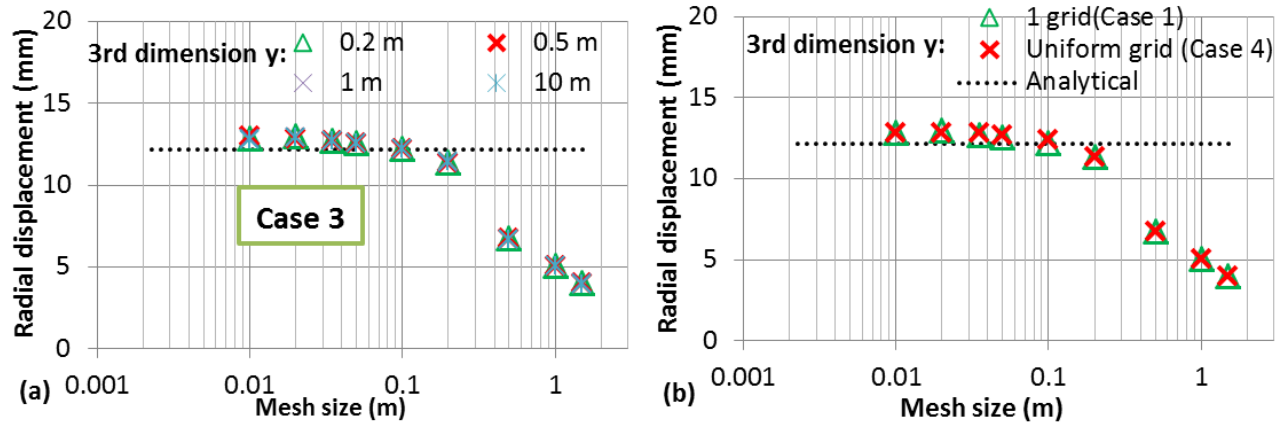 20
15
10
5
0
Radial displacement (mm)
3rd dimension y:
0.2 m
0.5 m
1 m
10 m
Case 3
0.001
0.01
0.1
1
(a)
Mesh size (m)
20
15
10
5
0
Radial displacement (mm)
3rd dimension y:
1 grid(Case 1)
Uniform grid (Case 4)
Analytical
0.001
0.01
0.1
1
(b)
Mesh size (m)